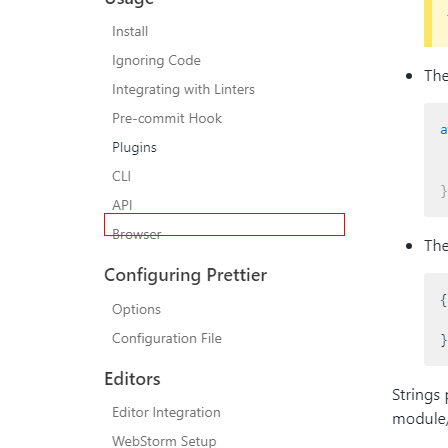 Usage
Install
Ignoring Code
Integrating with Linters
Pre-commit Hook
Plugins
CLI
API
Browser
Configuring Prettier
Options
Configuration File
Editors
Editor Integration
WebStorm Setup
The
a
}
The
{
}
Strings
module,